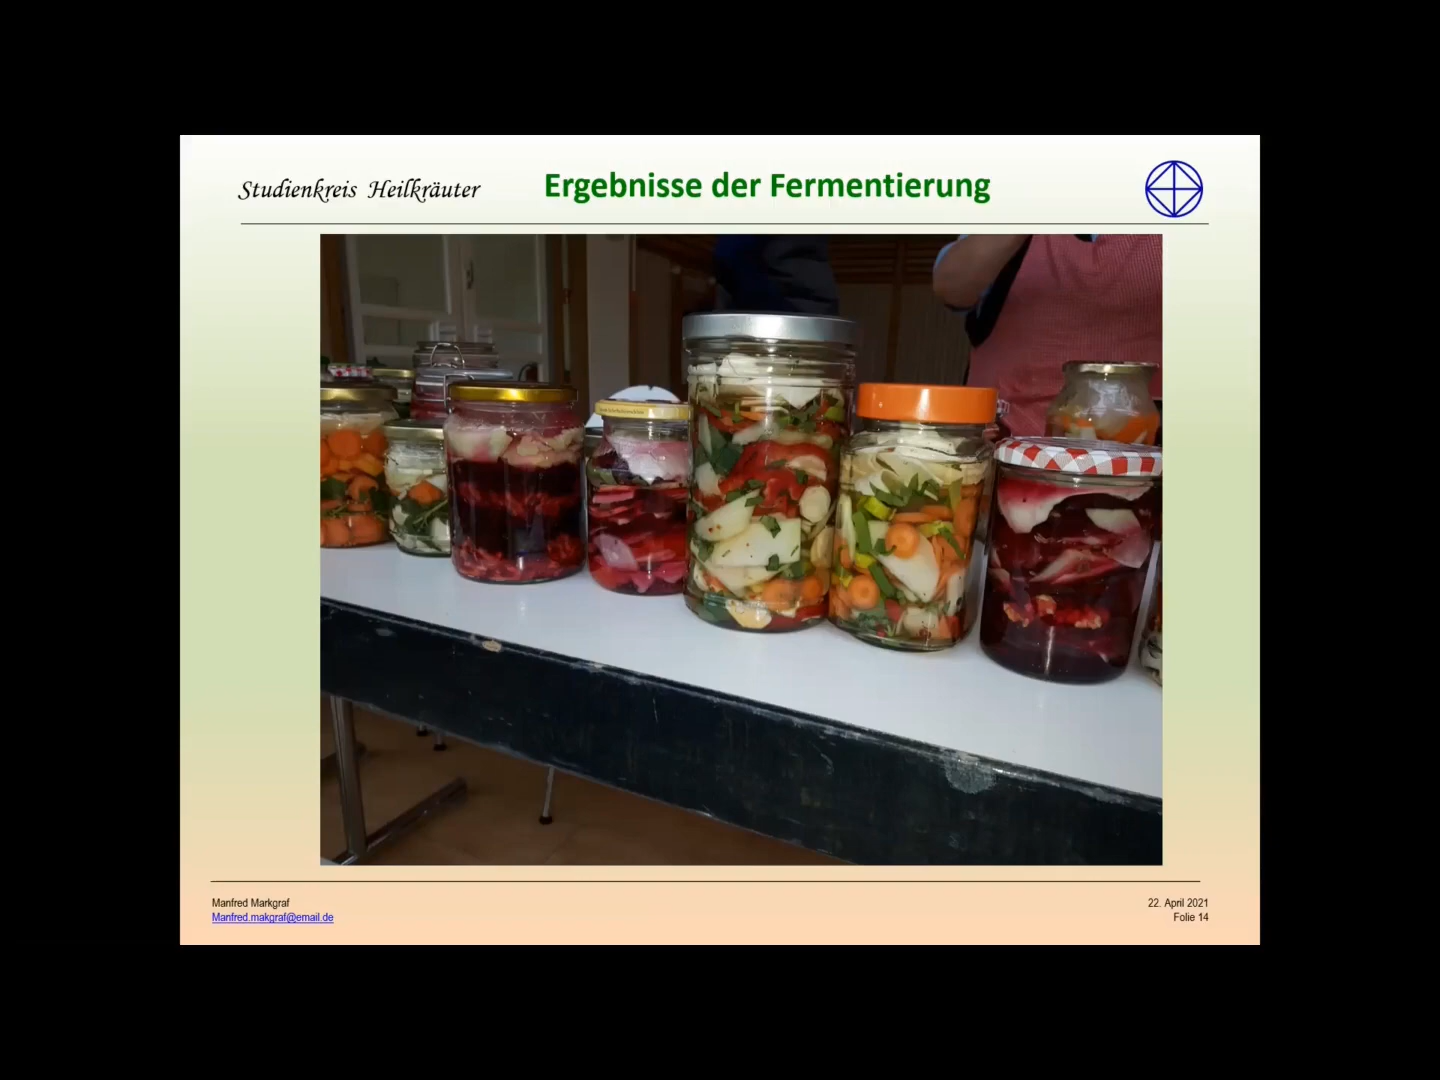 Studienkreis Heilkräuter
Ergebnisse der Fermentierung
Manfred Markgraf
Manfred.makgraf@email.de
22. April 2021
Folie 14